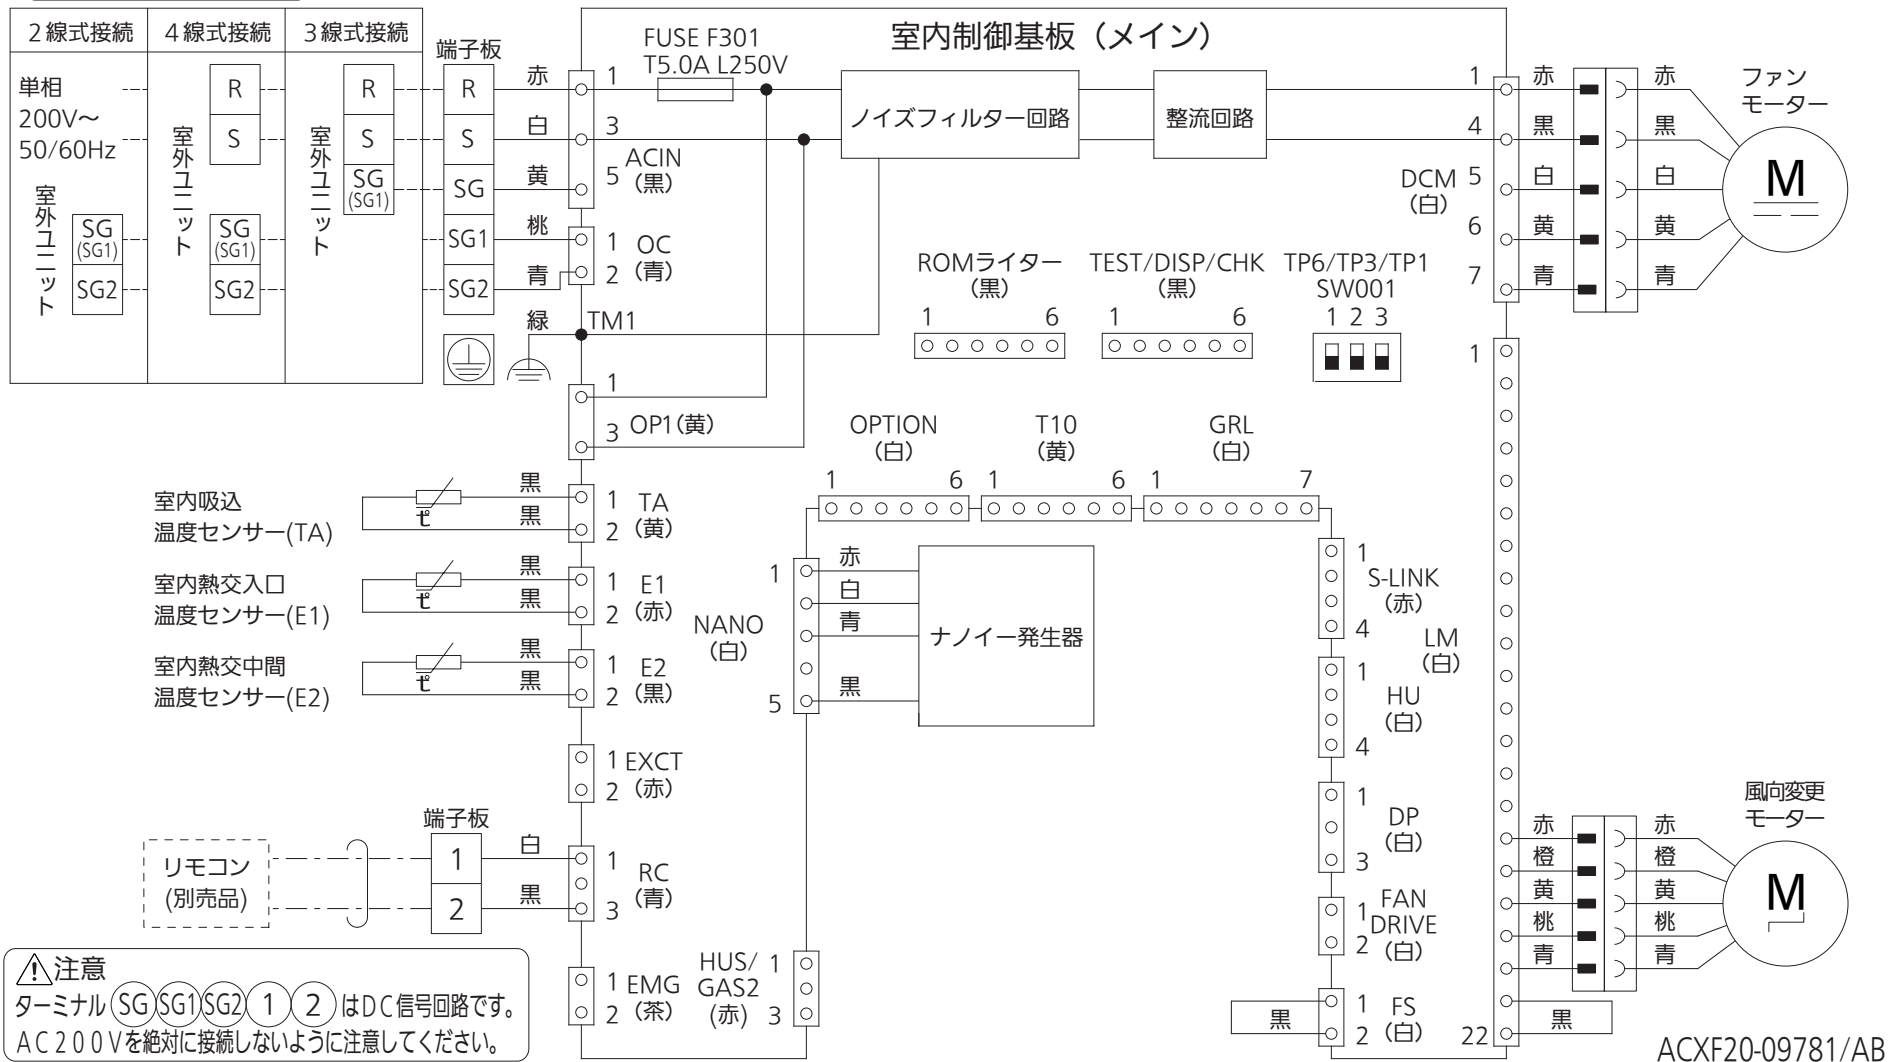 2線式接続
4線式接続
3線式接続
単相
200V～
50/60Hz
室外ユニット
SG
(SG1)
SG2
室外ユニット
R
S
SG
(SG1)
SG2
室外ユニット
R
S
SG
(SG1)
端子板
R
S
SG
SG1
SG2
赤
白
黄
桃
青
緑
室内制御基板（メイン）
FUSE F301
T5.0A L250V
1
3
5
ACIN
（黒）
1
2
OC
（青）
TM1
ノイズフィルター回路
整流回路
1
3
OP1（黄）
1
4
5
6
7
DCM
（白）
赤
黒
白
黄
青
赤
黒
白
黄
青
ファン
モーター
M
ROMライター
（黒）
1 6
TEST/DISP/CHK
（黒）
1 6
TP6/TP3/TP1
SW001
1 2 3
OPTION
（白）
1 6
T10
（黄）
1 6
GRL
（白）
1 7
室内吸込
温度センサー(TA)
ピ
黒
黒
1
2
TA
（黄）
室内熱交入口
温度センサー(E1)
ピ
黒
黒
1
2
E1
（赤）
室内熱交中間
温度センサー(E2)
ピ
黒
黒
1
2
E2
（黒）
1
2
EXCT
（赤）
NANO
（白）
1
5
赤
白
青
黒
ナノイー発生器
1
4
S-LINK
（赤）
1
4
HU
（白）
1
3
DP
（白）
1
2
FAN
DRIVE
（白）
1
2
FS
（白）
黒
LM
（白）
1
22
黒
赤
橙
黄
桃
青
赤
橙
黄
桃
青
風向変更
モーター
M
リモコン
(別売品)
端子板
1
2
白
黒
1
3
RC
（青）
1
2
EMG
（茶）
HUS/
GAS2
（赤）
1
3
注意
ターミナル SG SG1 SG2 1 2 はDC信号回路です。
AC200Vを絶対に接続しないように注意してください。
ACXF20-09781/AB